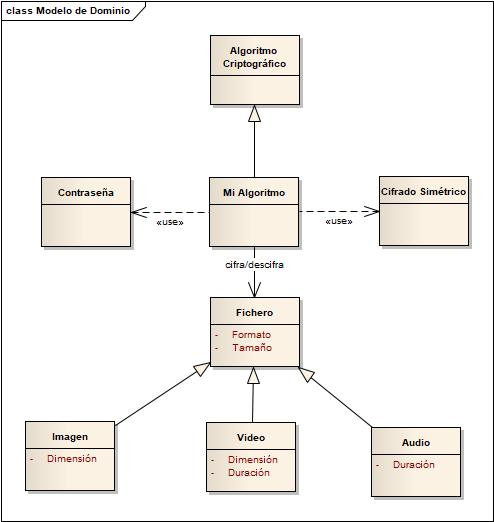 class Modelo de Dominio
Algoritmo
Criptográfico
Contraseña
Mi Algoritmo
Cifrado Simétrico
«use»
«use»
cifra/descifra
Fichero
- Formato
- Tamaño
Imagen
- Dimensión
Video
- Dimensión
- Duración
Audio
- Duración